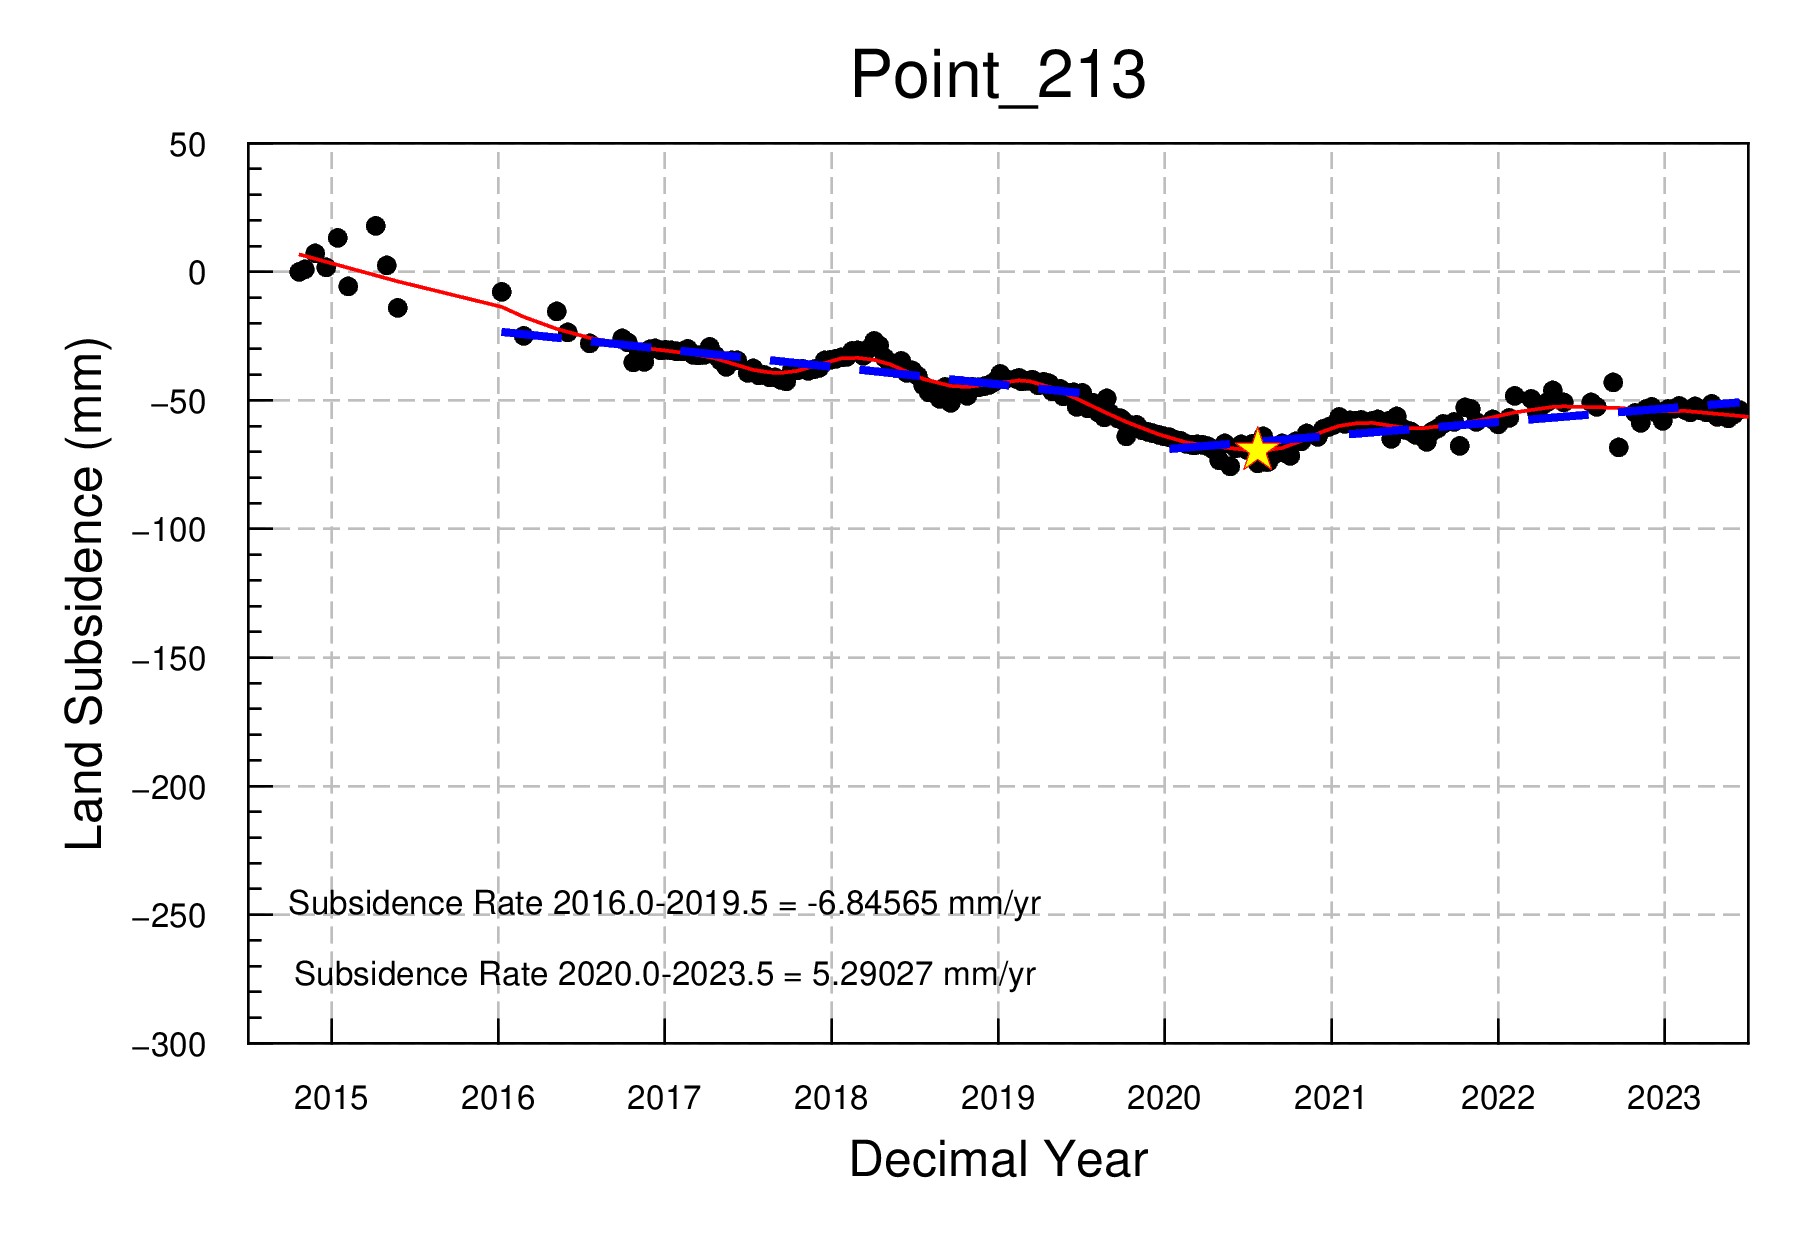 Point_213
50
0
−50
−100
−150
−200
−250
−300
Land Subsidence (mm)
Subsidence Rate 2016.0-2019.5 = -6.84565 mm/yr
Subsidence Rate 2020.0-2023.5 = 5.29027 mm/yr
2015 2016 2017 2018 2019 2020 2021 2022 2023
Decimal Year